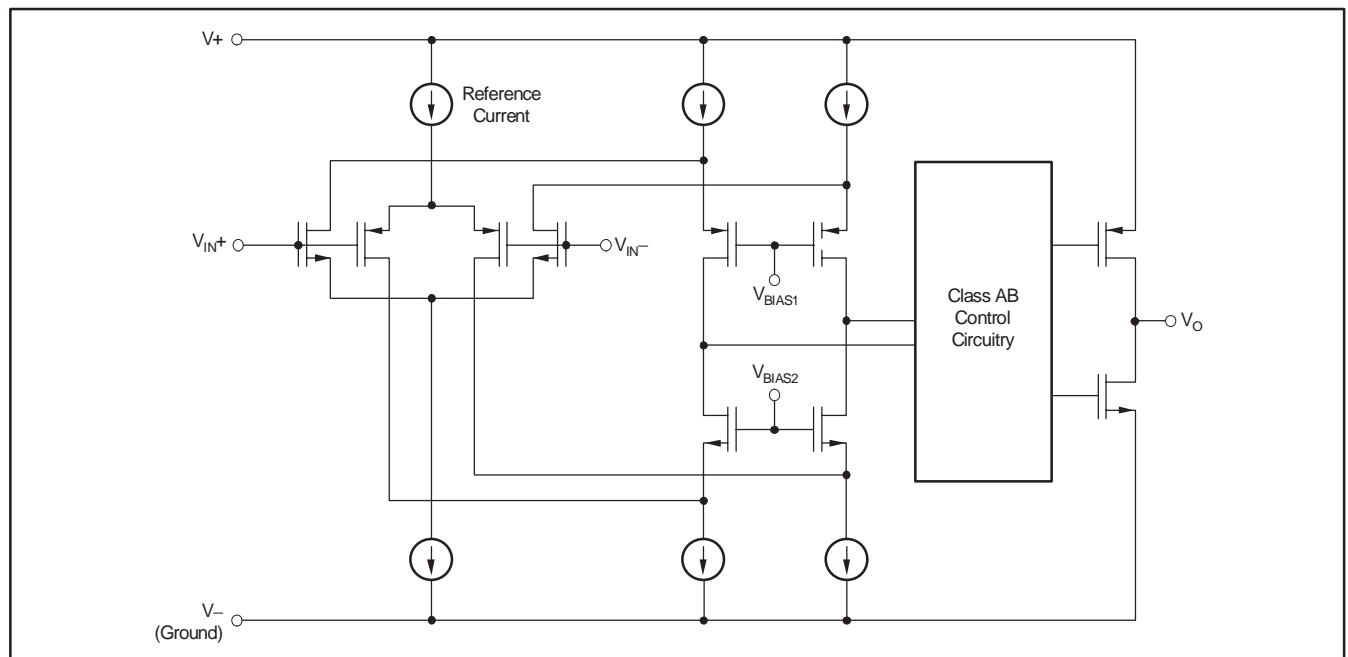 V+
Reference
Current
VIN+
VIN−
VBIAS1
VBIAS2
Class AB
Control
Circuitry
VO
V−
(Ground)